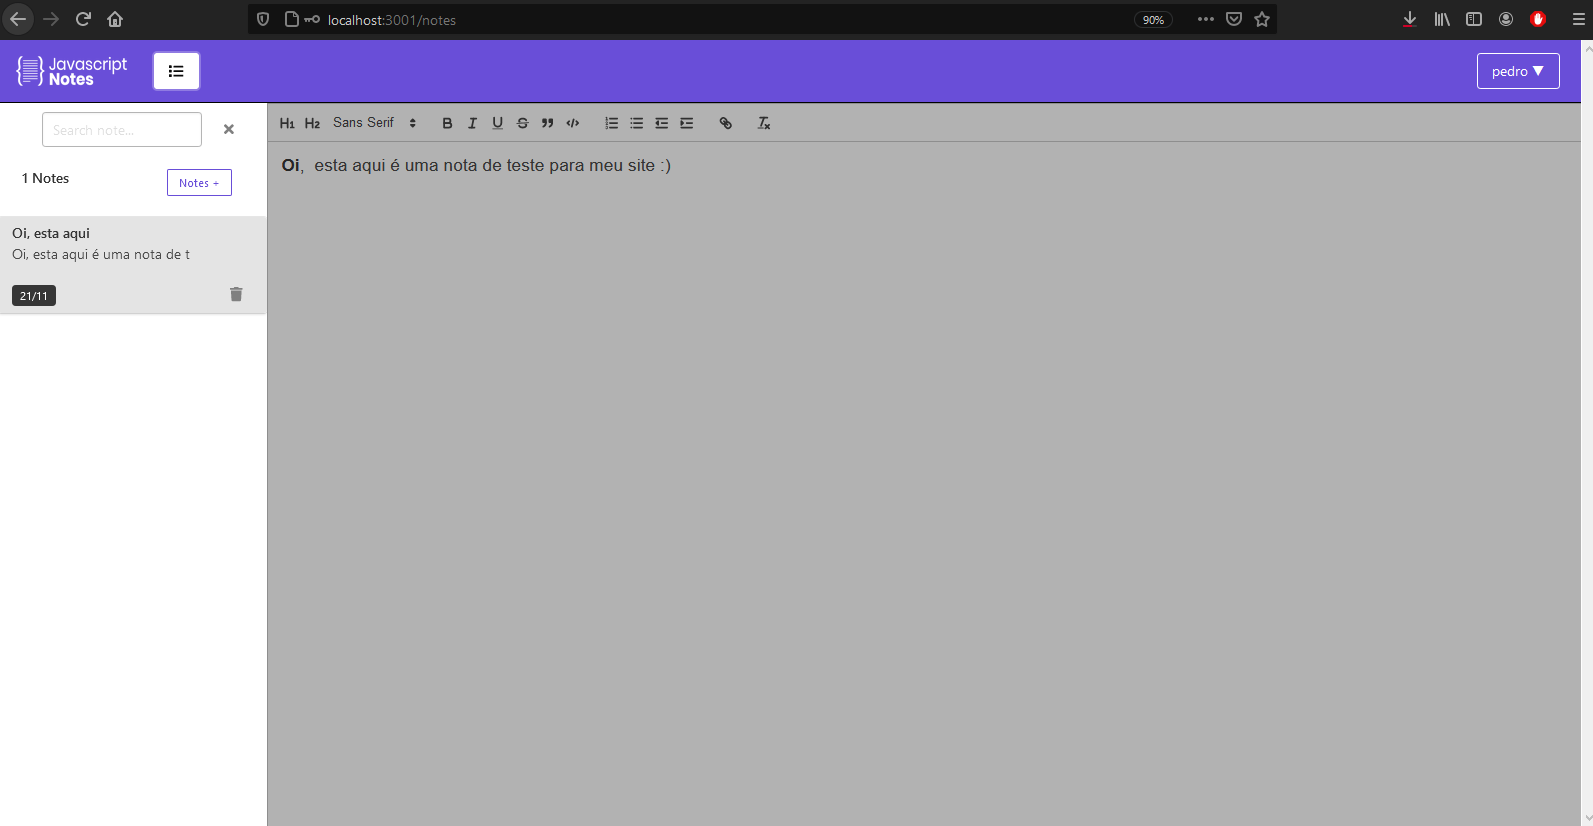 localhost:3001/notes
90%
Javascript
Notes
pedro ▼
Search note...
H1 H2 Sans Serif B I U S
1 Notes
Notes +
Oi, esta aqui é uma nota de teste para meu site :)
Oi, esta aqui
Oi, esta aqui é uma nota de t
21/11